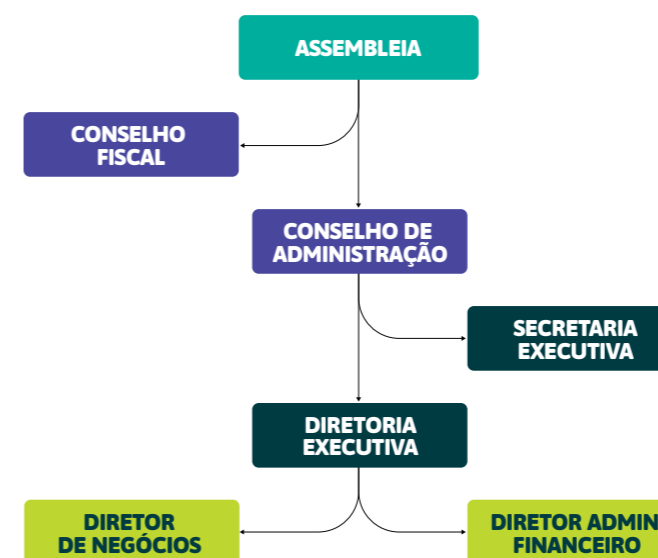 ASSEMBLEIA
CONSELHO
FISCAL
CONSELHO DE
ADMINISTRAÇÃO
SECRETARIA
EXECUTIVA
DIRETORIA
EXECUTIVA
DIRETOR
DE NEGÓCIOS
DIRETOR ADMIN
FINANCEIRO